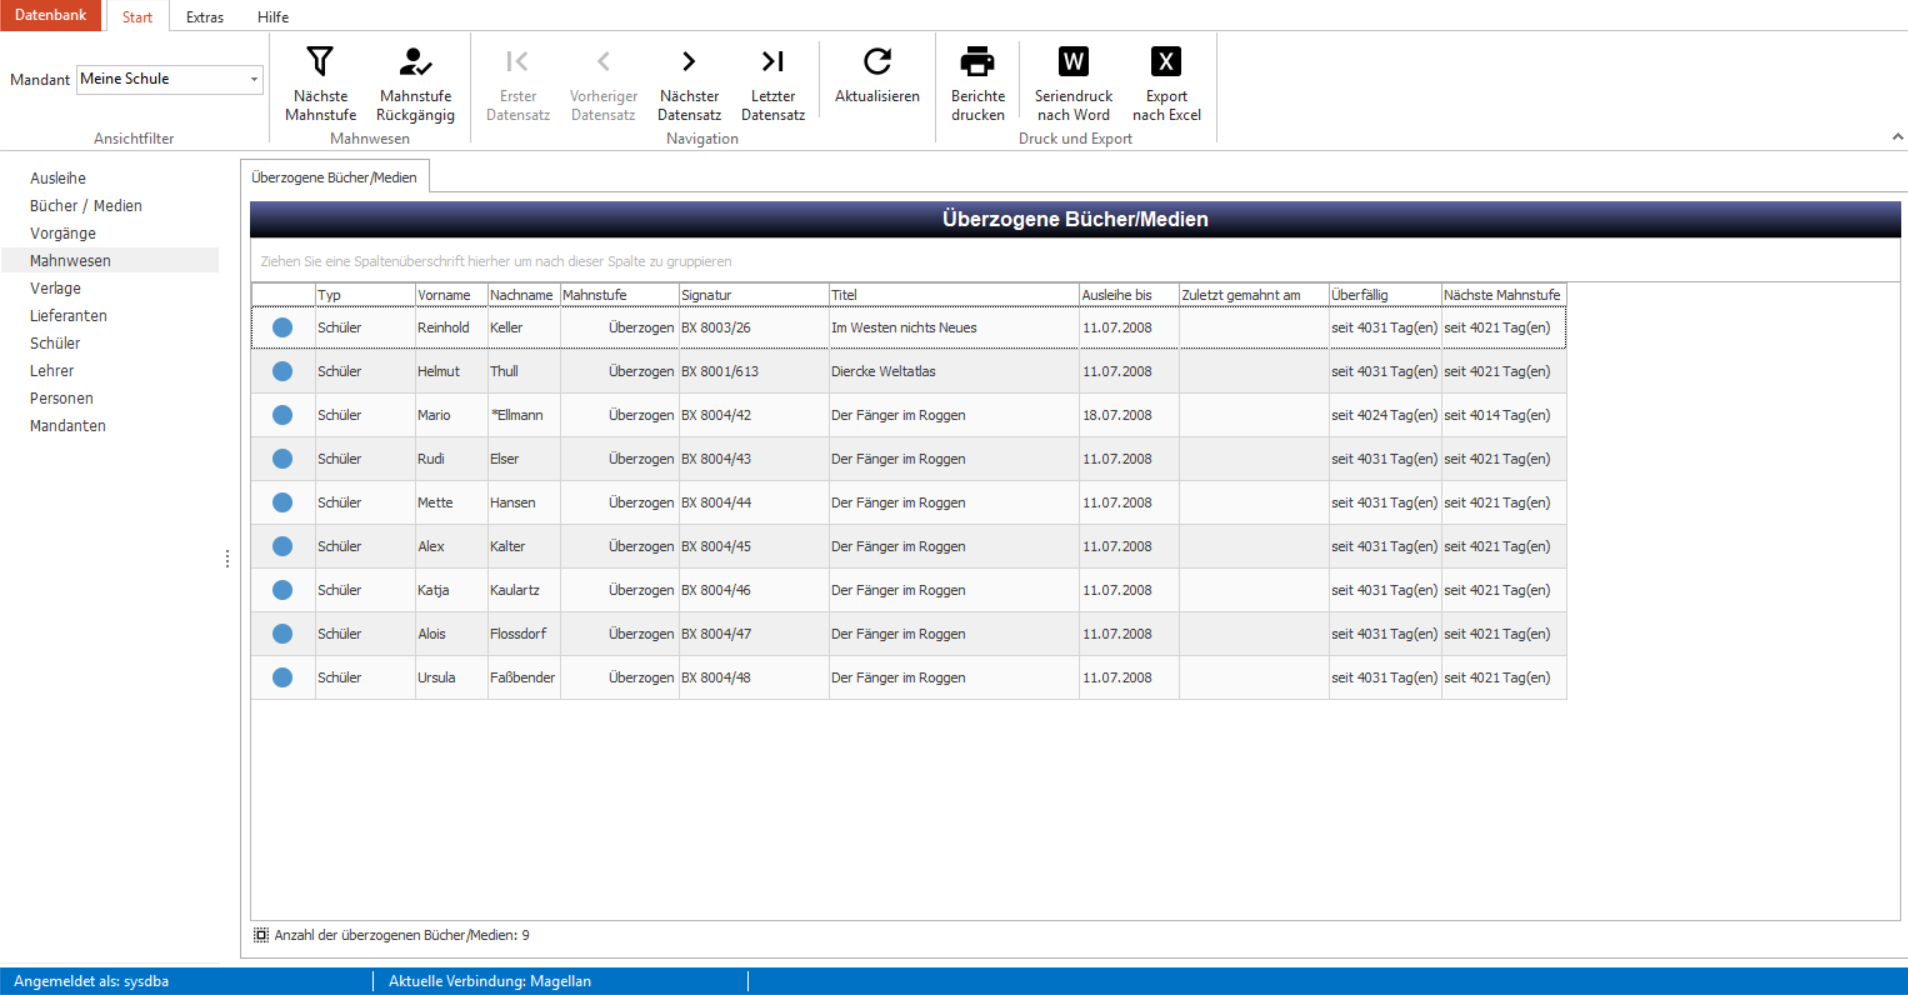 Datenbank Start Extras Hilfe
Mandant Meine Schule
Nächste Mahnstufe
Mahnstufe Rückgängig
Erster Datensatz
Vorheriger Datensatz
Nächster Datensatz
Letzter Datensatz
Aktualisieren
Berichte drucken
W
Seriendruck nach Word
X
Export nach Excel
Ansichtfilter Mahnwesen Navigation Druck und Export
Ausleihe
Bücher / Medien
Vorgänge
Mahnwesen
Verlage
Lieferanten
Schüler
Lehrer
Personen
Mandanten
Überzogene Bücher/Medien
Überzogene Bücher/Medien
Ziehen Sie eine Spaltenüberschrift hierher um nach dieser Spalte zu gruppieren
Typ Vorname Nachname Mahnstufe Signatur Titel Ausleihe bis Zuletzt gemahnt am Überfällig Nächste Mahnstufe
Schüler Reinhold Keller Überzogen BX 8003/26 Im Westen nichts Neues 11.07.2008 seit 4031 Tag(en) seit 4021 Tag(en)
Schüler Helmut Thull Überzogen BX 8001/613 Diercke Weltatlas 11.07.2008 seit 4031 Tag(en) seit 4021 Tag(en)
Schüler Mario *Ellmann Überzogen BX 8004/42 Der Fänger im Roggen 18.07.2008 seit 4024 Tag(en) seit 4014 Tag(en)
Schüler Rudi Elser Überzogen BX 8004/43 Der Fänger im Roggen 11.07.2008 seit 4031 Tag(en) seit 4021 Tag(en)
Schüler Mette Hansen Überzogen BX 8004/44 Der Fänger im Roggen 11.07.2008 seit 4031 Tag(en) seit 4021 Tag(en)
Schüler Alex Kalter Überzogen BX 8004/45 Der Fänger im Roggen 11.07.2008 seit 4031 Tag(en) seit 4021 Tag(en)
Schüler Katja Kaulartz Überzogen BX 8004/46 Der Fänger im Roggen 11.07.2008 seit 4031 Tag(en) seit 4021 Tag(en)
Schüler Alois Flossdorf Überzogen BX 8004/47 Der Fänger im Roggen 11.07.2008 seit 4031 Tag(en) seit 4021 Tag(en)
Schüler Ursula Faßbender Überzogen BX 8004/48 Der Fänger im Roggen 11.07.2008 seit 4031 Tag(en) seit 4021 Tag(en)
Anzahl der überzogenen Bücher/Medien: 9
Angemeldet als: sysdba Aktuelle Verbindung: Magellan